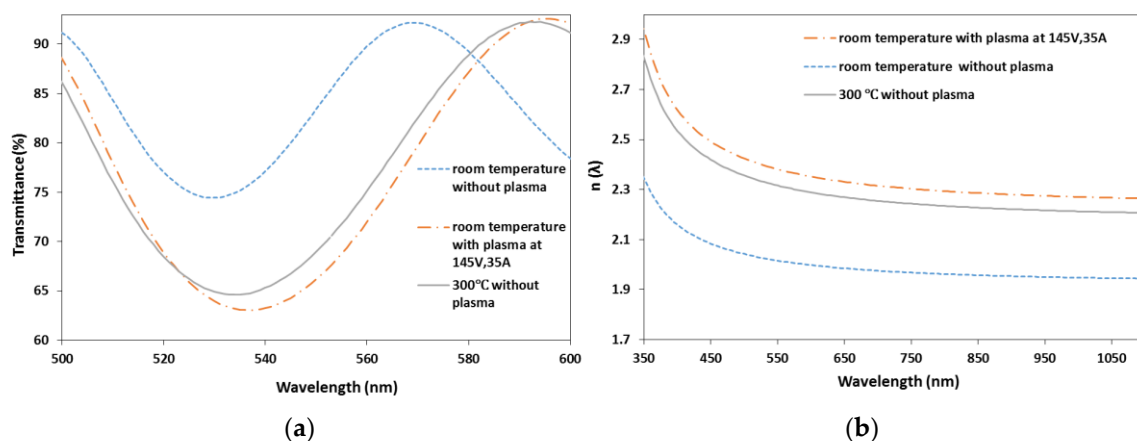 90
85
80
75
70
65
60
500
520
540
560
580
600
Transmittance(%)
Wavelength (nm)
room temperature
without plasma
room temperature
with plasma at
145V,35A
300℃ without
plasma
(a)
2.9
2.7
2.5
2.3
2.1
1.9
1.7
350
450
550
650
750
850
950
1050
n (λ)
Wavelength (nm)
room temperature with plasma at 145V,35A
room temperature without plasma
300 ℃ without plasma
(b)